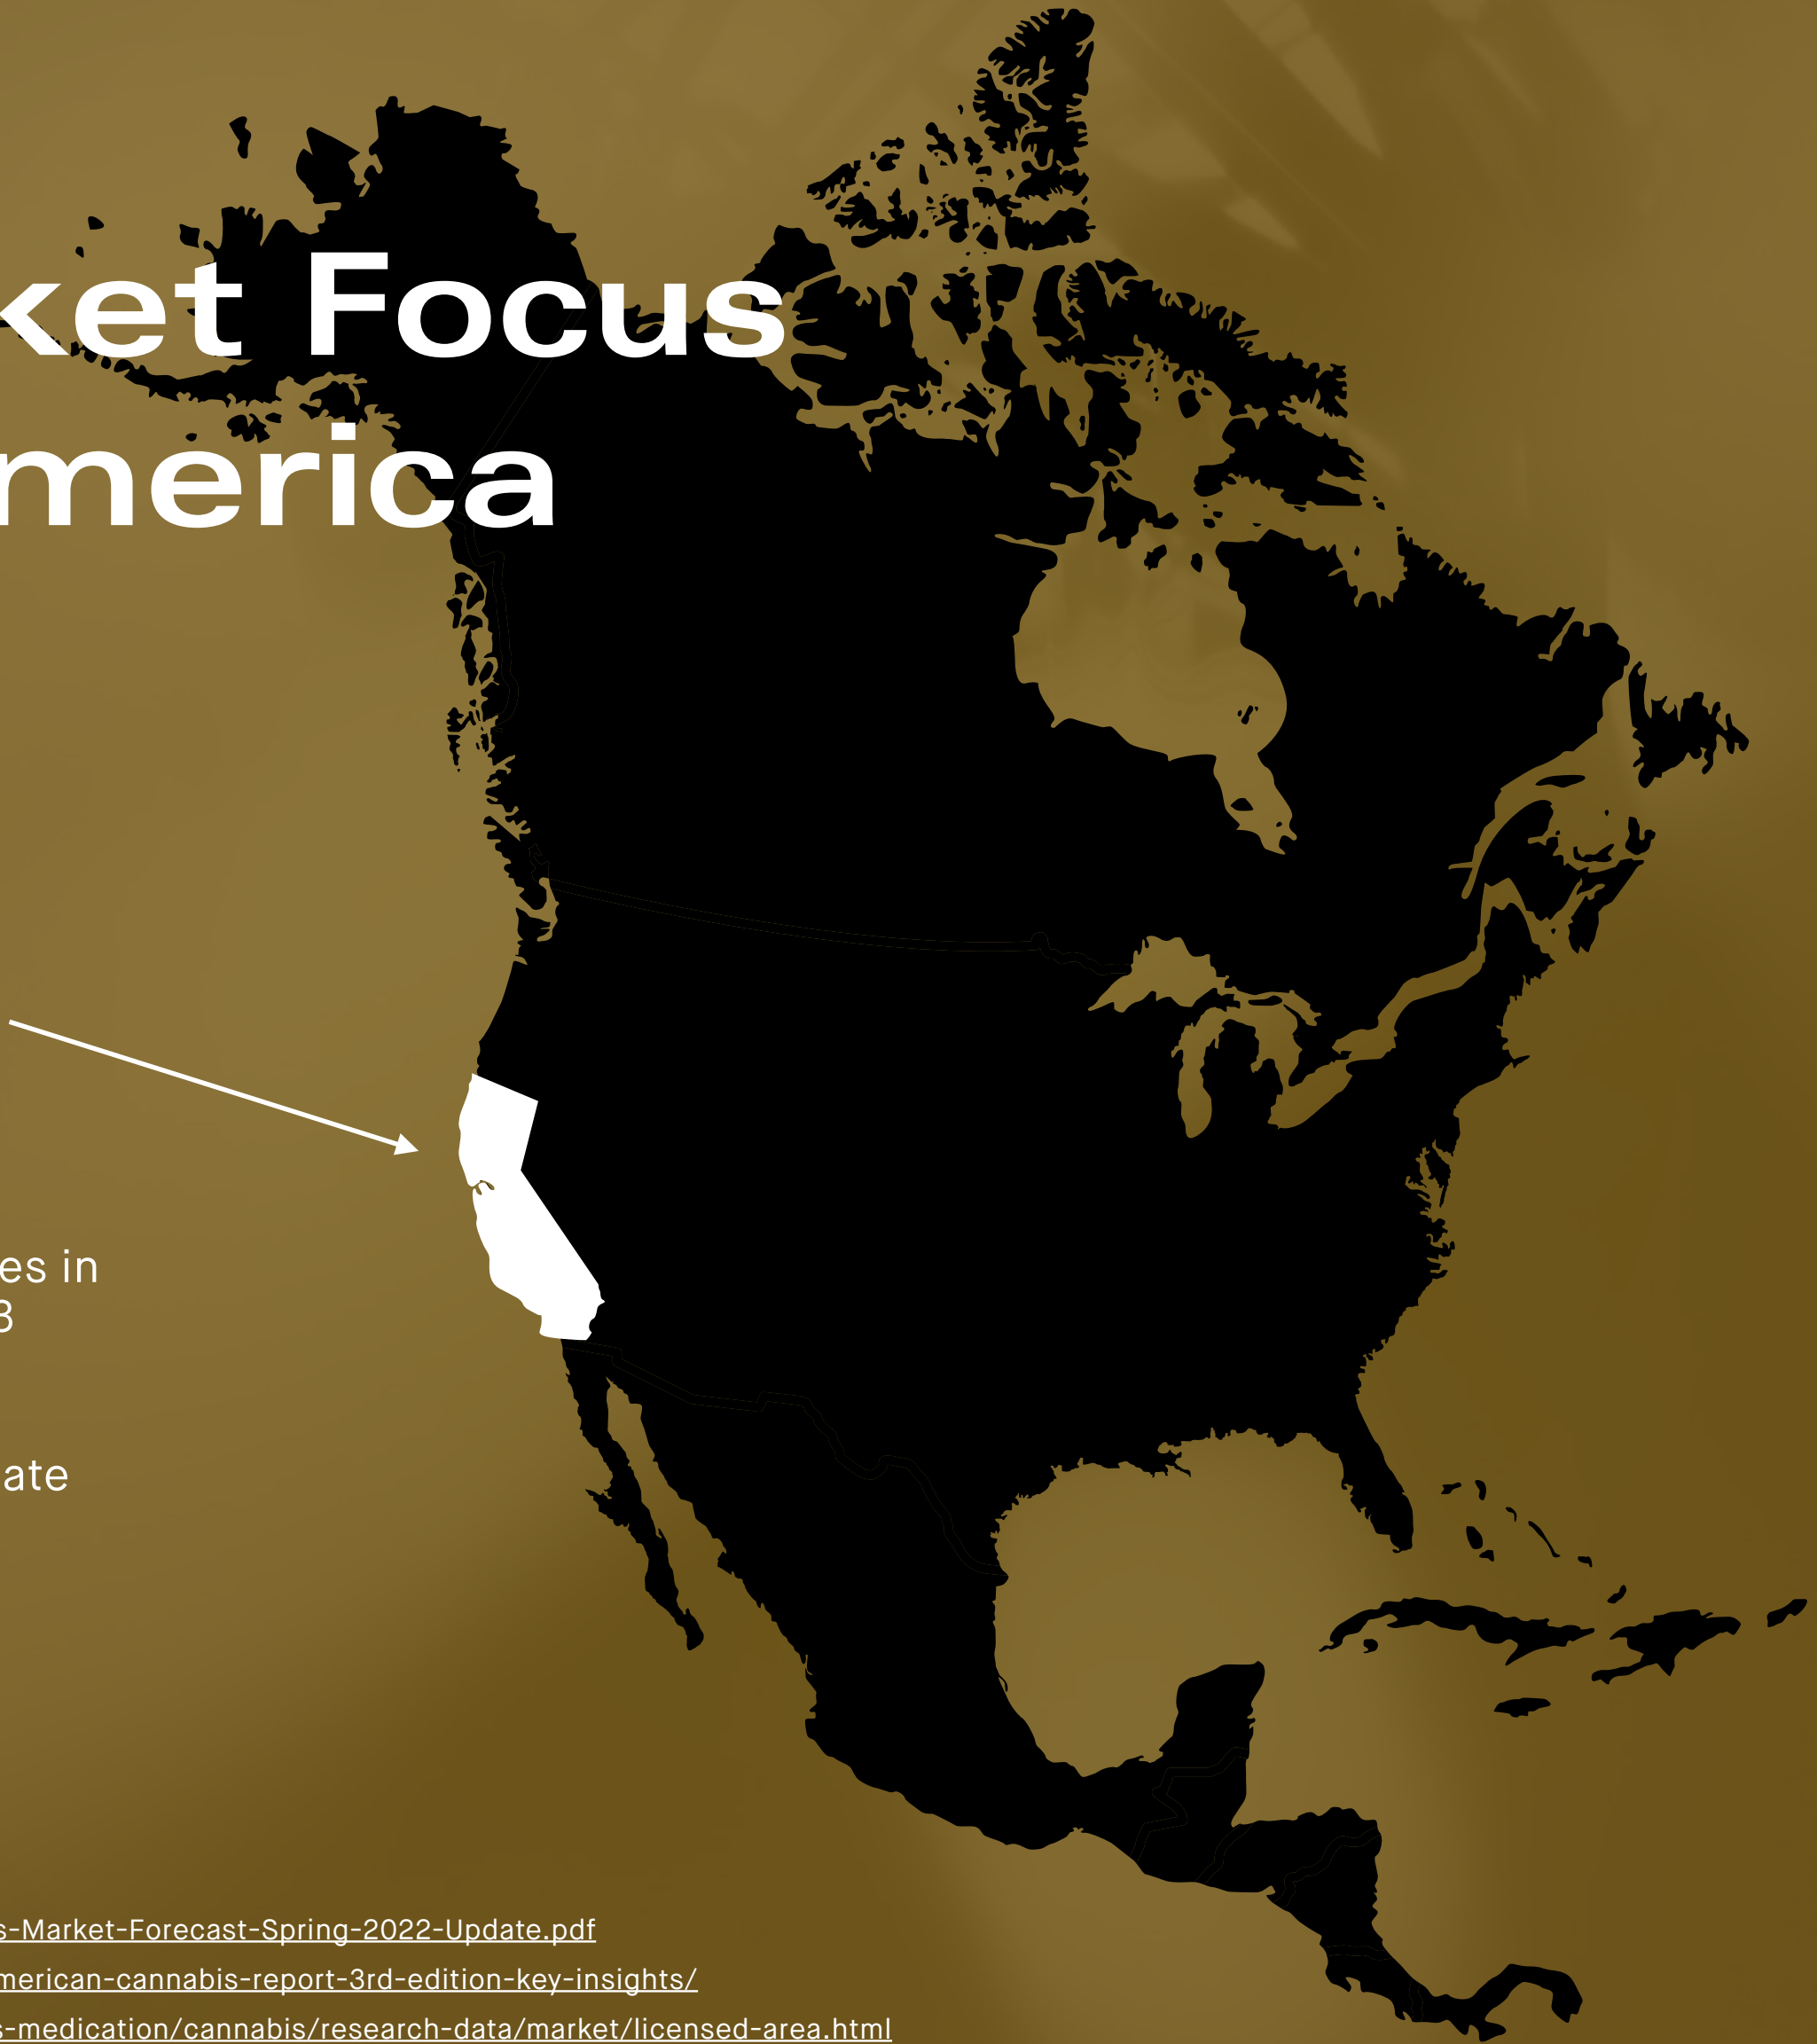 ket Focus
merica
es in
3
ate
s-Market-Forecast-Spring-2022-Update.pdf
merican-cannabis-report-3rd-edition-key-insights/
s-medication/cannabis/research-data/market/licensed-area.html